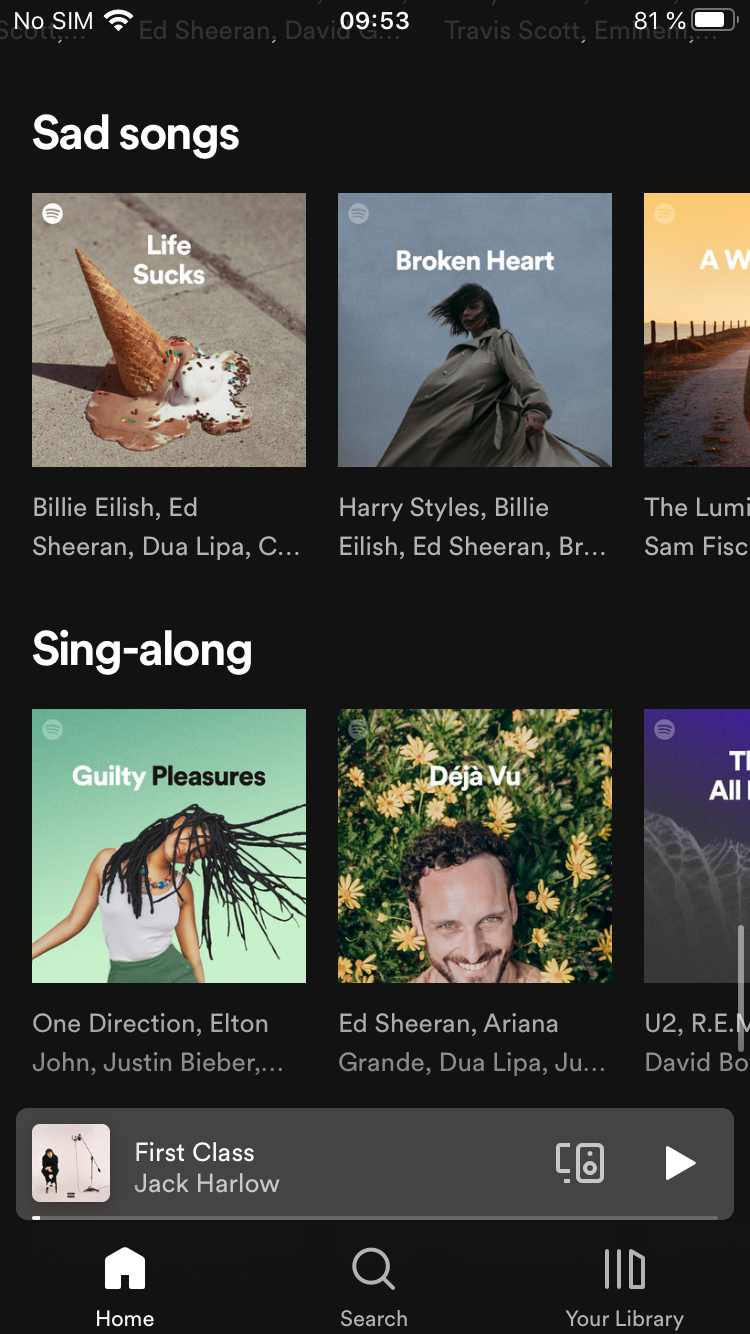 No SIM 09:53 81 %
Scott,... Ed Sheeran, David G... Travis Scott, Eminem,...
Sad songs
Life
Sucks
Broken Heart
A W
Billie Eilish, Ed
Sheeran, Dua Lipa, C...
Harry Styles, Billie
Eilish, Ed Sheeran, Br...
The Lumi
Sam Fisc
Sing-along
Guilty Pleasures
Déjà Vu
All
One Direction, Elton
John, Justin Bieber,...
Ed Sheeran, Ariana
Grande, Dua Lipa, Ju...
U2, R.E.M
David Bo
First Class
Jack Harlow
Home
Search
Your Library